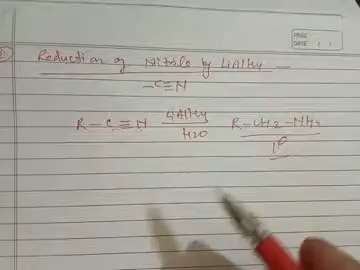 PAGE
DATE
Reduction of Nitrile by LiAlH4 —
—C≡N
R — C ≡ N LiAlH4 R—CH2—NH2
H2O
1°